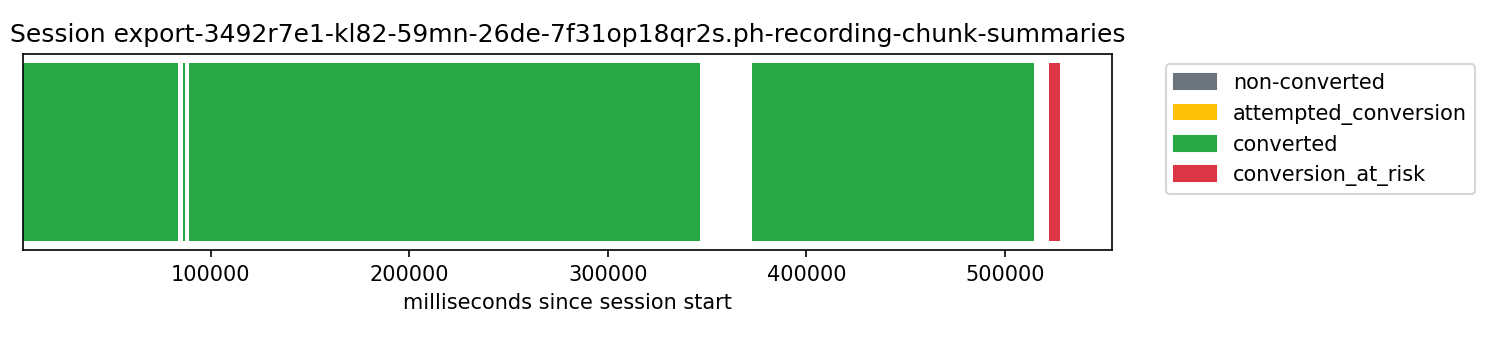 Session export-3492r7e1-kl82-59mn-26de-7f31op18qr2s.ph-recording-chunk-summaries
non-converted
attempted_conversion
converted
conversion_at_risk
100000 200000 300000 400000 500000
milliseconds since session start